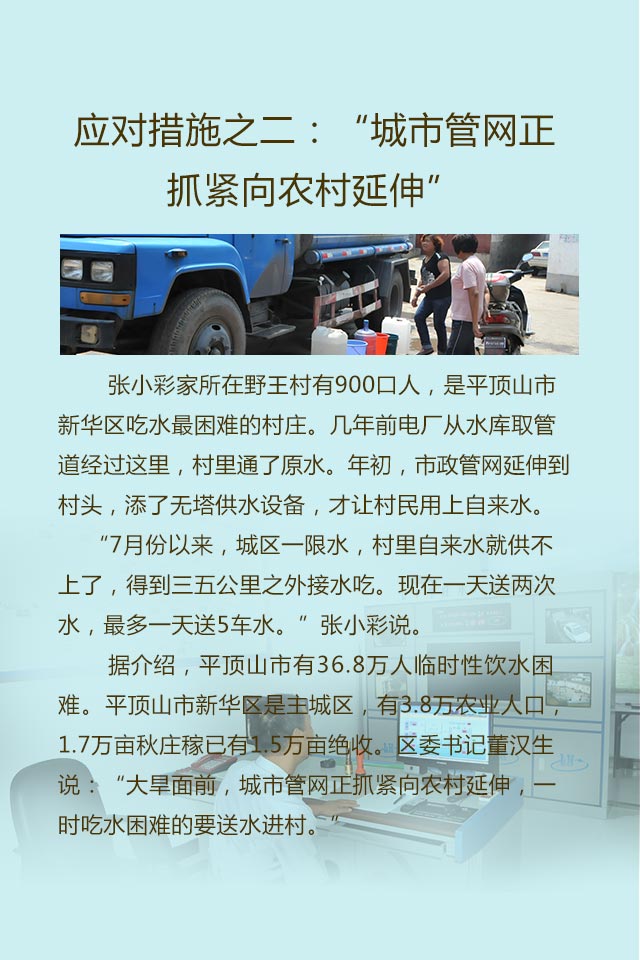 应对措施之二：“城市管网正
抓紧向农村延伸”
张小彩家所在野王村有900口人，是平顶山市
新华区吃水最困难的村庄。几年前电厂从水库取管
道经过这里，村里通了原水。年初，市政管网延伸到
村头，添了无塔供水设备，才让村民用上自来水。
“7月份以来，城区一限水，村里自来水就供不
上了，得到三五公里之外接水吃。现在一天送两次
水，最多一天送5车水。”张小彩说。
据介绍，平顶山市有36.8万人临时性饮水困
难。平顶山市新华区是主城区，有3.8万农业人口，
1.7万亩秋庄稼已有1.5万亩绝收。区委书记董汉生
说：“大旱面前，城市管网正抓紧向农村延伸，一
时吃水困难的要送水进村。”